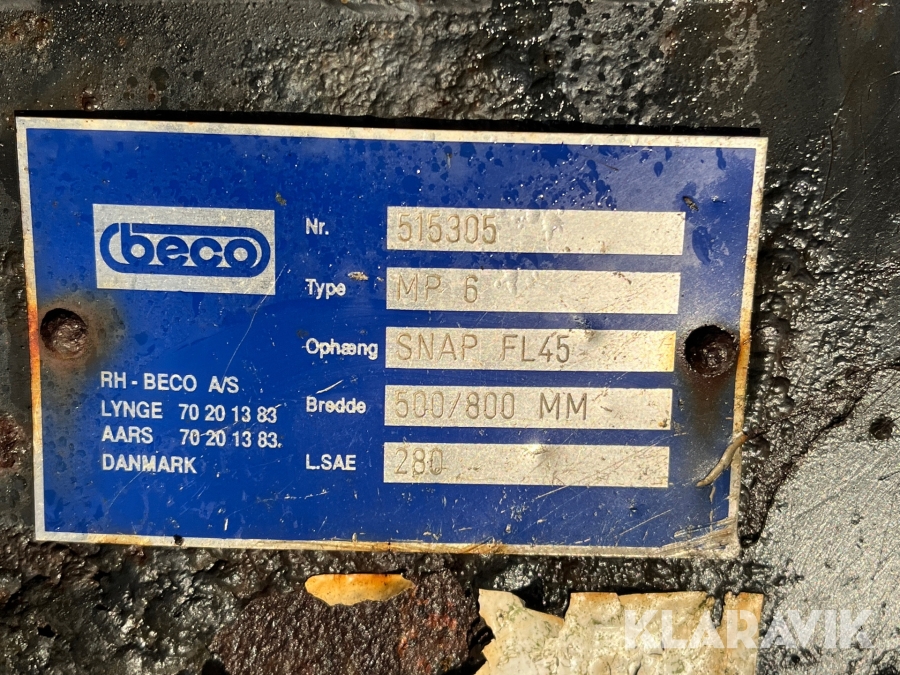 beco
Nr. 515305
Type MP 6
Ophæng SNAP FL45
Bredde 500/800 MM
L.SAE 280
RH - BECO A/S
LYNGE 70 20 13 83
AARS 70 20 13 83.
DANMARK
KLARAVIK